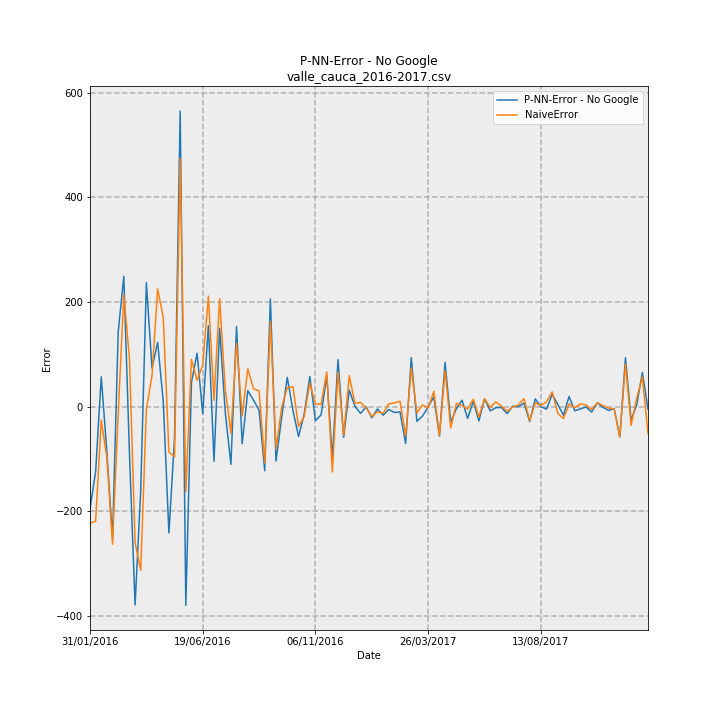 P-NN-Error - No Google
valle_cauca_2016-2017.csv
P-NN-Error - No Google
NaiveError
600
400
200
0
−200
−400
Error
31/01/2016
19/06/2016
06/11/2016
26/03/2017
13/08/2017
Date